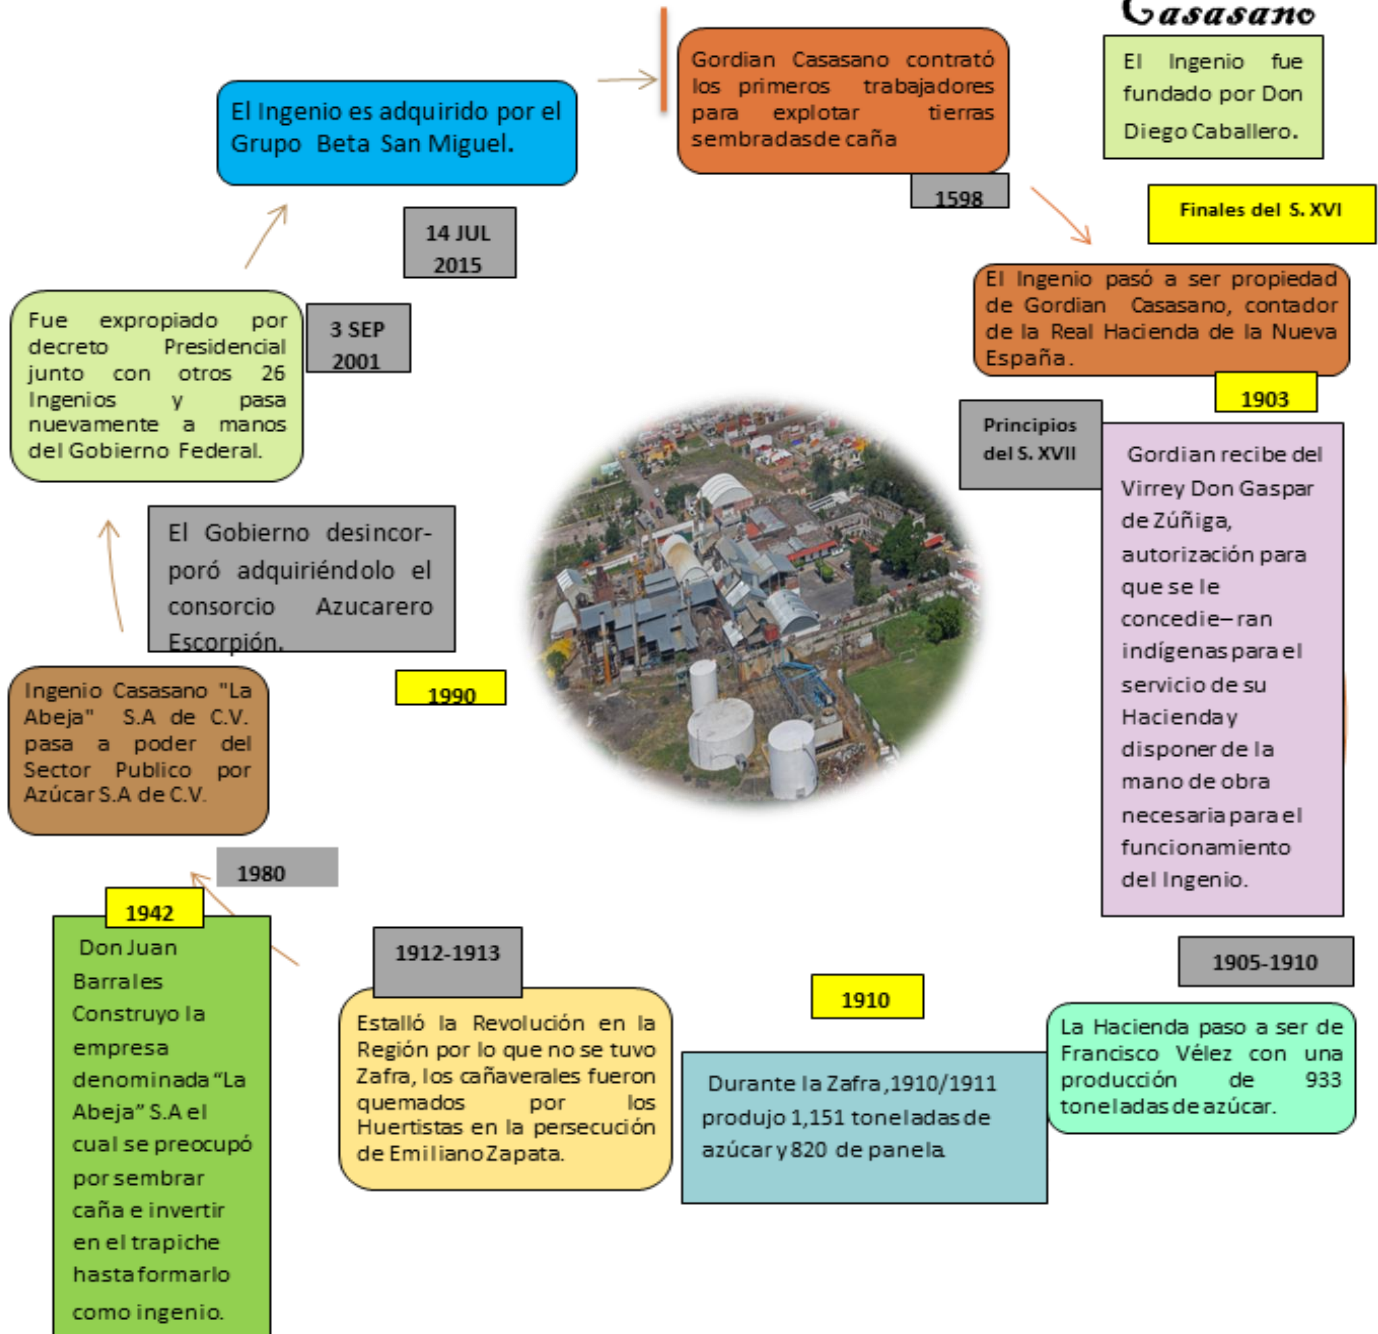 Casasano
El Ingenio fue
fundado por Don
Diego Caballero.
Finales del S. XVI
Gordian Casasano contrató
los primeros trabajadores
para explotar tierras
sembradasde caña
1598
El Ingenio pasó a ser propiedad
de Gordian Casasano, contador
de la Real Hacienda de la Nueva
España.
Principios
del S. XVII
1903
Gordian recibe del
Virrey Don Gaspar
de Zúñiga,
autorización para
que se le
concedie–ran
indígenas para el
servicio de su
Hacienda y
disponer de la
mano de obra
necesaria para el
funcionamiento
del Ingenio.
1905-1910
La Hacienda paso a ser de
Francisco Vélez con una
producción de 933
toneladas de azúcar.
1910
Durante la Zafra,1910/1911
produjo 1,151 toneladas de
azúcar y 820 de panela.
1912-1913
Estalló la Revolución en la
Región por lo que no se tuvo
Zafra, los cañaverales fueron
quemados por los
Huertistas en la persecución
de Emiliano Zapata.
1942
Don Juan
Barrales
Construyo la
empresa
denominada “La
Abeja” S.A el
cual se preocupó
por sembrar
caña e invertir
en el trapiche
hasta formarlo
como ingenio.
1980
Ingenio Casasano "La
Abeja" S.A de C.V.
pasa a poder del
Sector Publico por
Azúcar S.A de C.V.
1990
El Gobierno desincor-
poró adquiriéndolo el
consorcio Azucarero
Escorpión.
3 SEP
2001
Fue expropiado por
decreto Presidencial
junto con otros 26
Ingenios y pasa
nuevamente a manos
del Gobierno Federal.
14 JUL
2015
El Ingenio es adquirido por el
Grupo Beta San Miguel.